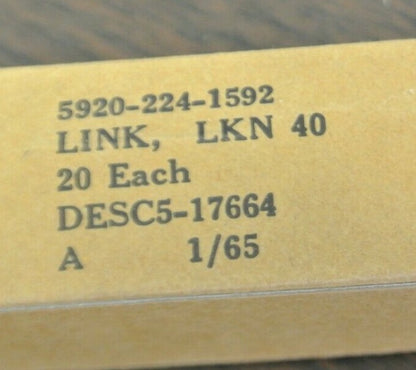 5920-224-1592
LINK, LKN 40
20 Each
DESC5-17664
A 1/65